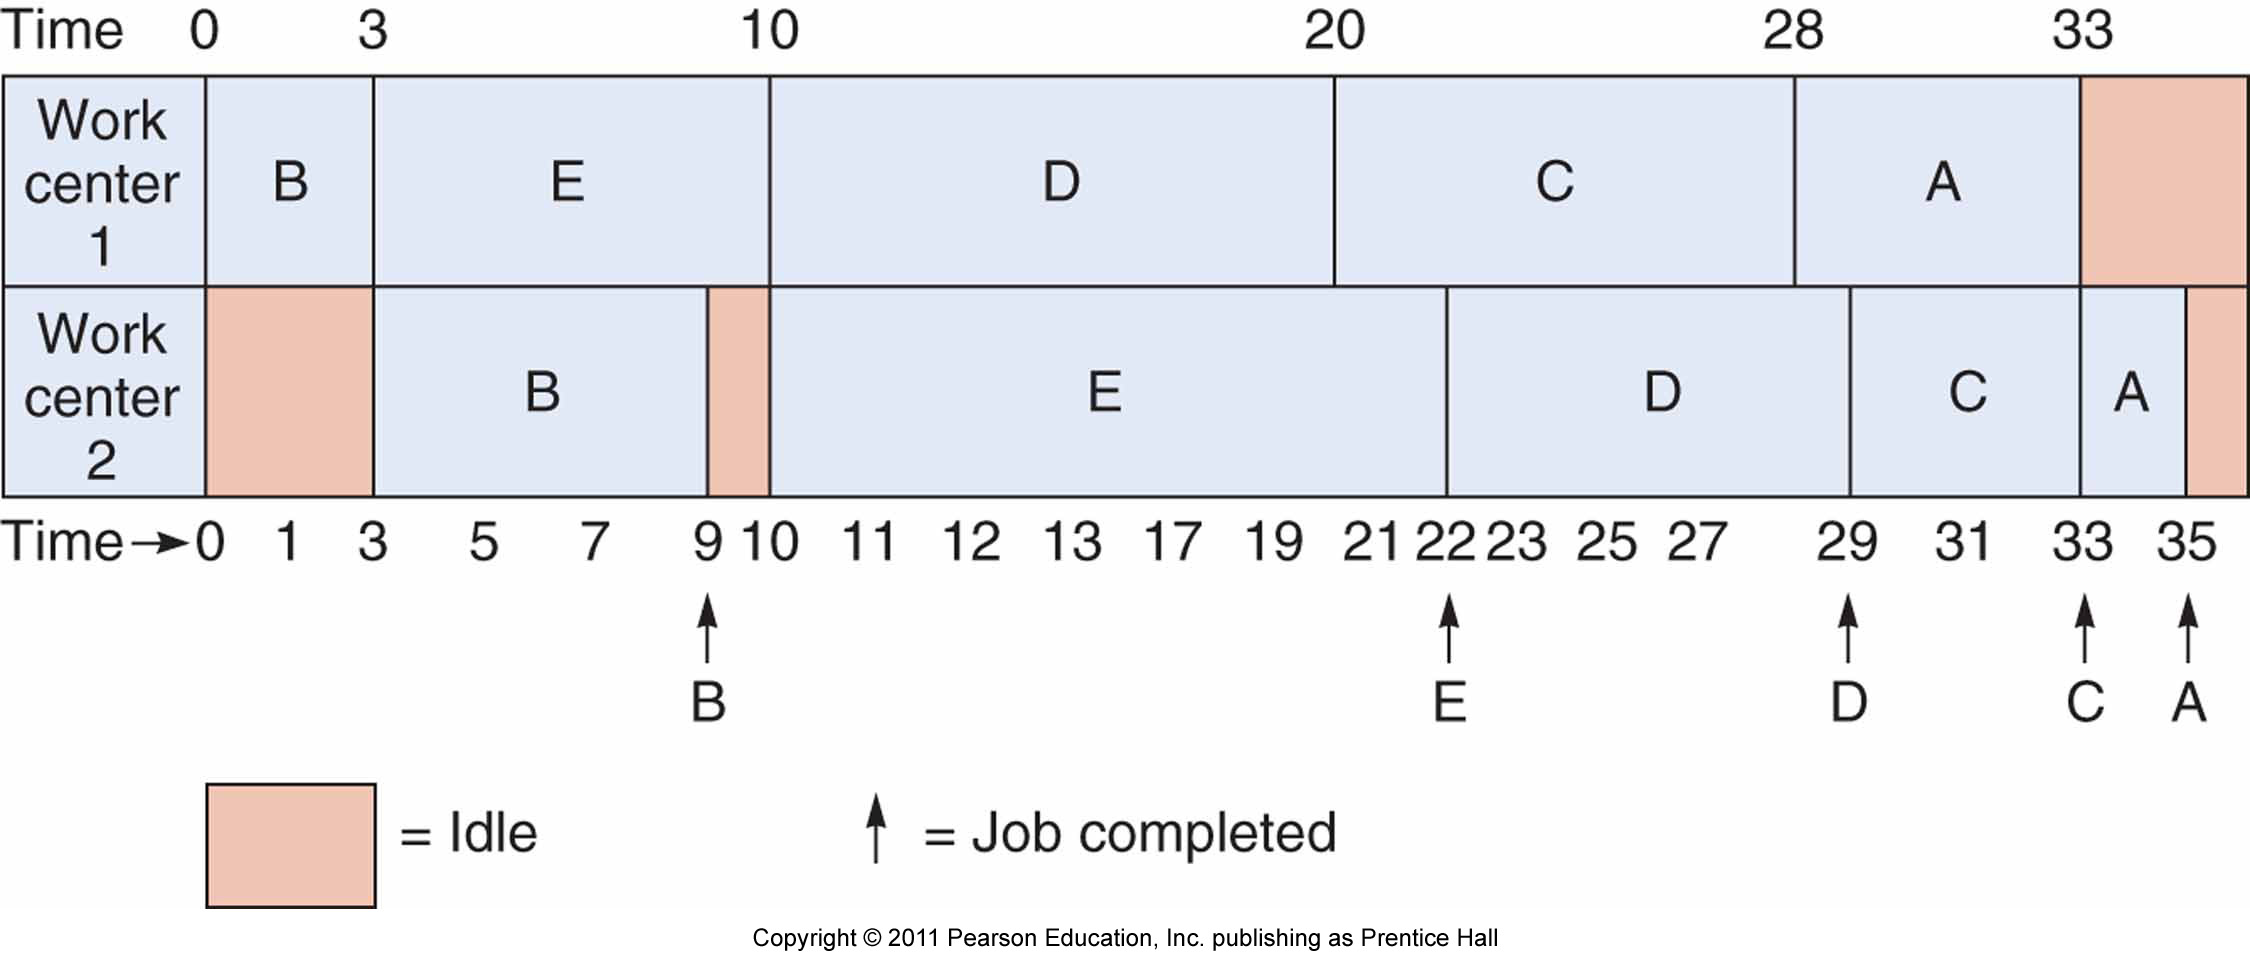 Time 0 3 10 20 28 33
Work
center
1
B E D C A
Work
center
2
B E D C A
Time→0 1 3 5 7 9 10 11 12 13 17 19 21 22 23 25 27 29 31 33 35
B E D C A
= Idle
= Job completed
Copyright © 2011 Pearson Education, Inc. publishing as Prentice Hall